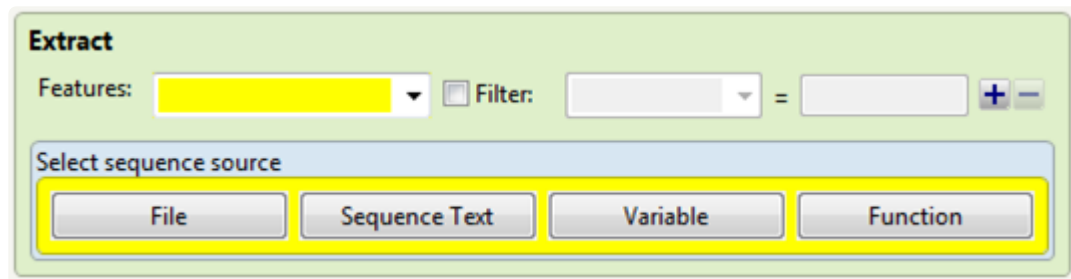 Extract
Features: Filter: = + −
Select sequence source
File Sequence Text Variable Function